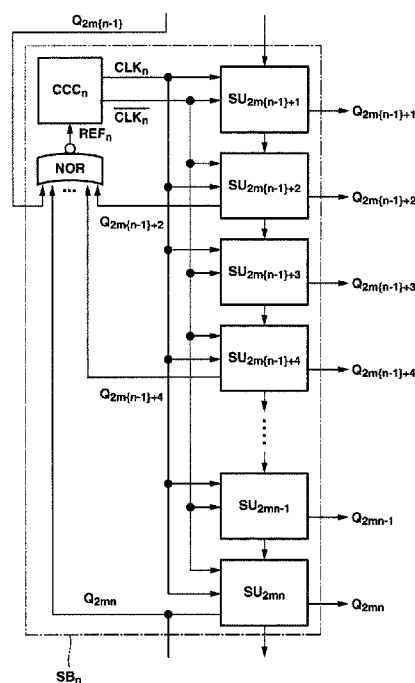 Q2m{n-1}
CCCn
CLKn
CLKn
REFn
NOR
...
SU2m{n-1}+1
Q2m{n-1}+1
SU2m{n-1}+2
Q2m{n-1}+2
Q2m{n-1}+2
SU2m{n-1}+3
Q2m{n-1}+3
SU2m{n-1}+4
Q2m{n-1}+4
Q2m{n-1}+4
SU2mn-1
Q2mn-1
SU2mn
Q2mn
Q2mn
SBn